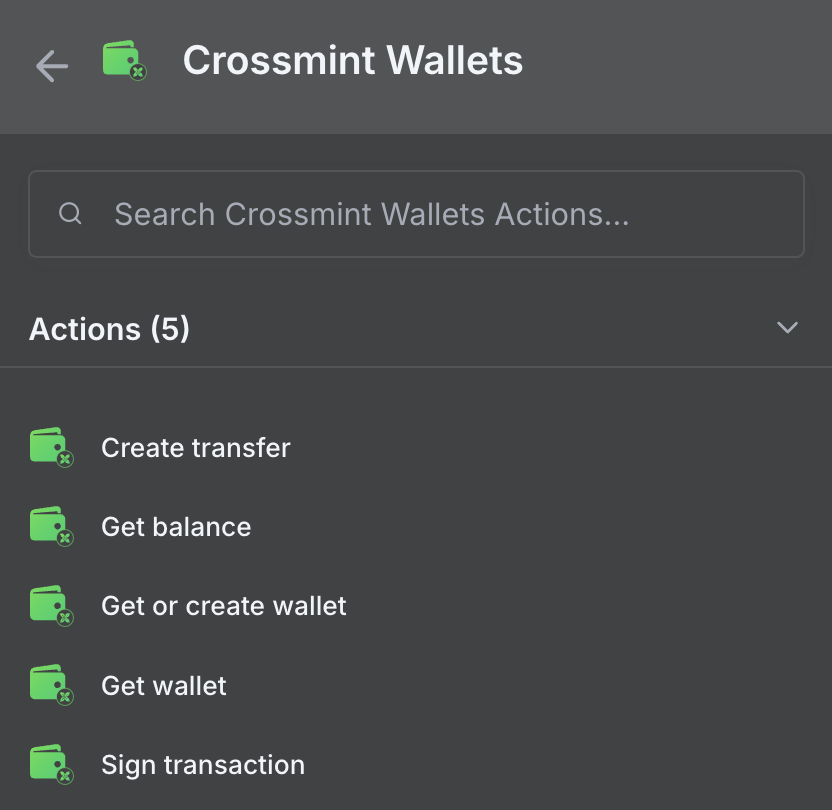 Crossmint Wallets
Search Crossmint Wallets Actions...
Actions (5)
Create transfer
Get balance
Get or create wallet
Get wallet
Sign transaction